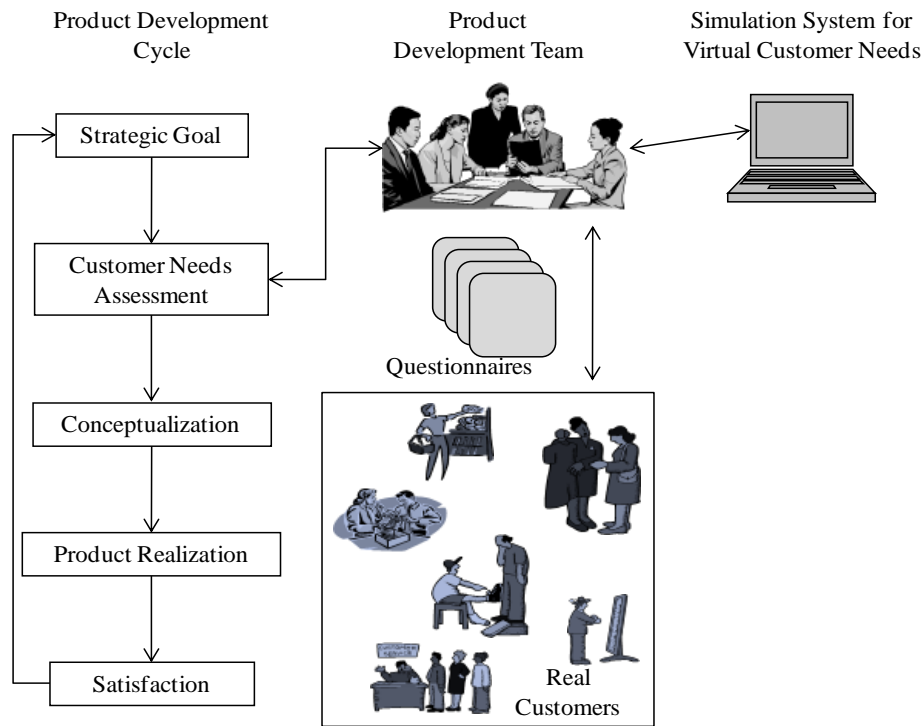 Product Development
Cycle
Product
Development Team
Simulation System for
Virtual Customer Needs
Strategic Goal
Customer Needs
Assessment
Questionnaires
Conceptualization
Product Realization
Satisfaction
Real
Customers